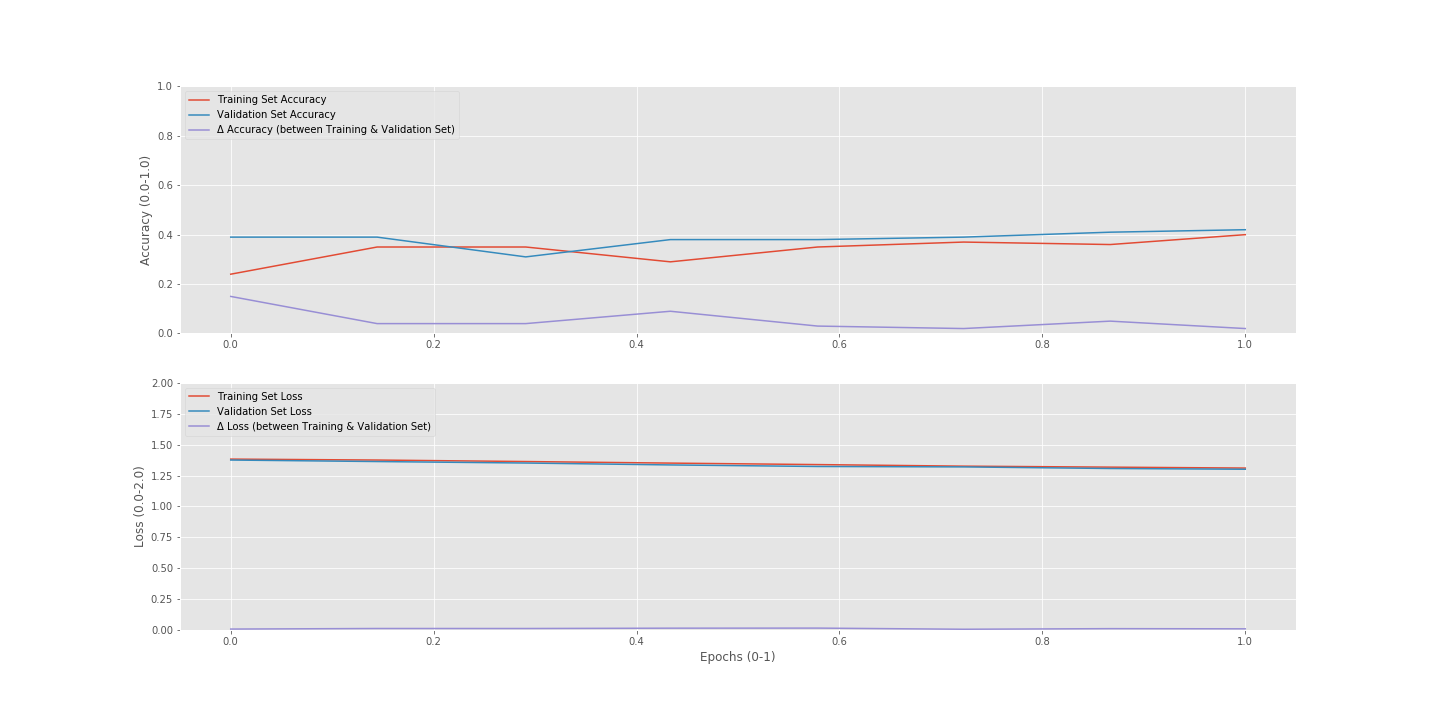 1.0
0.8
0.6
0.4
0.2
0.0
Accuracy (0.0-1.0)
Training Set Accuracy
Validation Set Accuracy
Δ Accuracy (between Training & Validation Set)
0.0 0.2 0.4 0.6 0.8 1.0
2.00
1.75
1.50
1.25
1.00
0.75
0.50
0.25
0.00
Loss (0.0-2.0)
Training Set Loss
Validation Set Loss
Δ Loss (between Training & Validation Set)
0.0 0.2 0.4 0.6 0.8 1.0
Epochs (0-1)